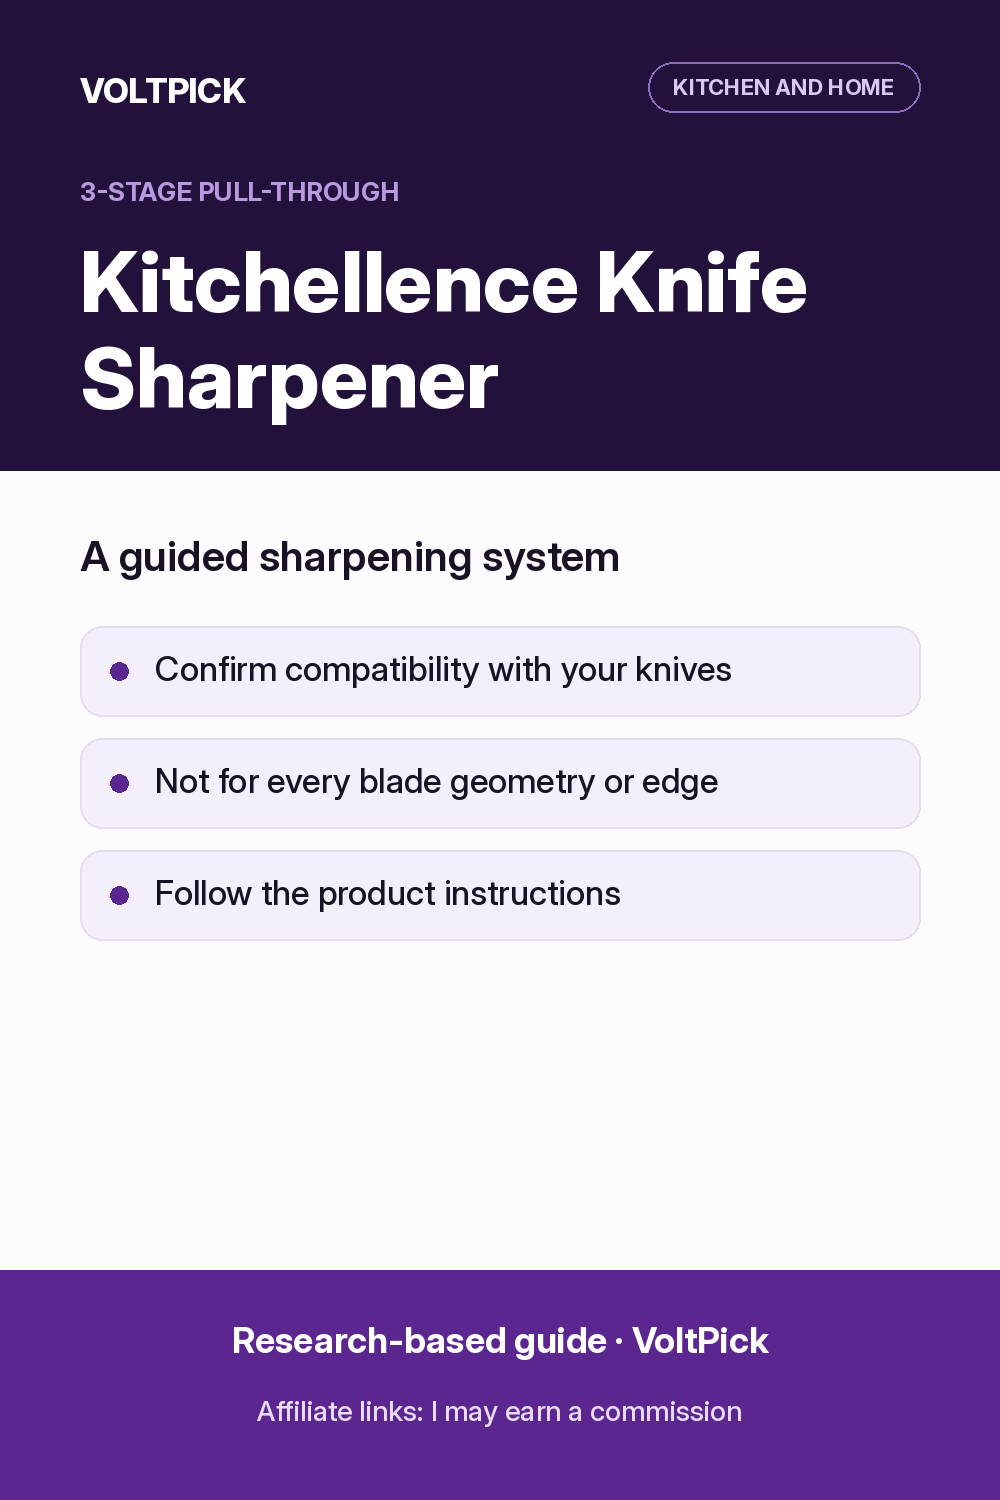 VOLTPICK
KITCHEN AND HOME
3-STAGE PULL-THROUGH
Kitchellence Knife
Sharpener
A guided sharpening system
Confirm compatibility with your knives
Not for every blade geometry or edge
Follow the product instructions
Research-based guide · VoltPick
Affiliate links: I may earn a commission